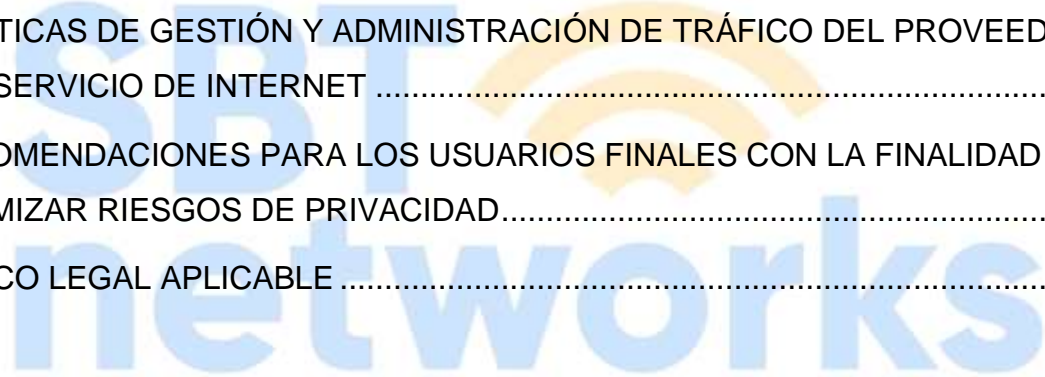 TICAS DE GESTIÓN Y ADMINISTRACIÓN DE TRÁFICO DEL PROVEED
SERVICIO DE INTERNET ............................................................................
OMENDACIONES PARA LOS USUARIOS FINALES CON LA FINALIDAD
MIZAR RIESGOS DE PRIVACIDAD..............................................................
CO LEGAL APLICABLE ................................................................................
SBT
networks